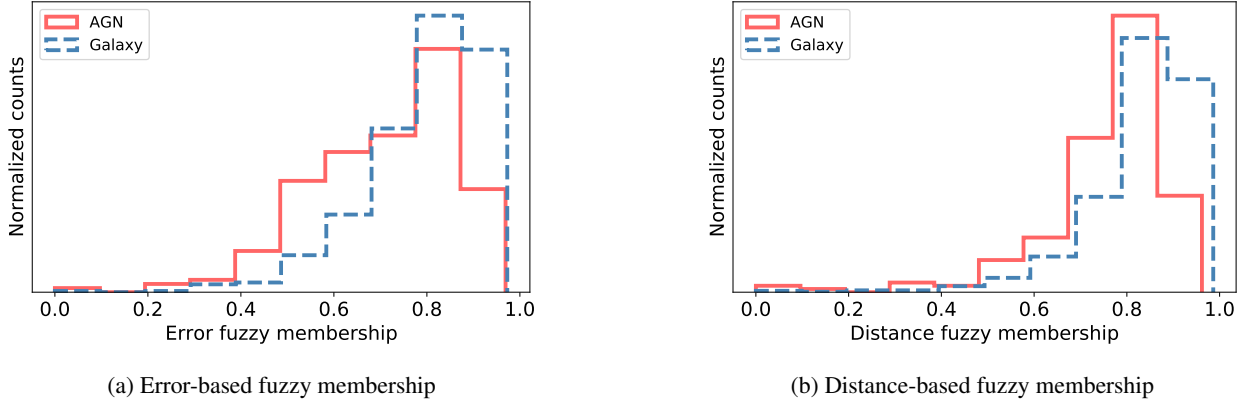 AGN
Galaxy
Normalized counts
0.0 0.2 0.4 0.6 0.8 1.0
Error fuzzy membership
(a) Error-based fuzzy membership
AGN
Galaxy
Normalized counts
0.0 0.2 0.4 0.6 0.8 1.0
Distance fuzzy membership
(b) Distance-based fuzzy membership